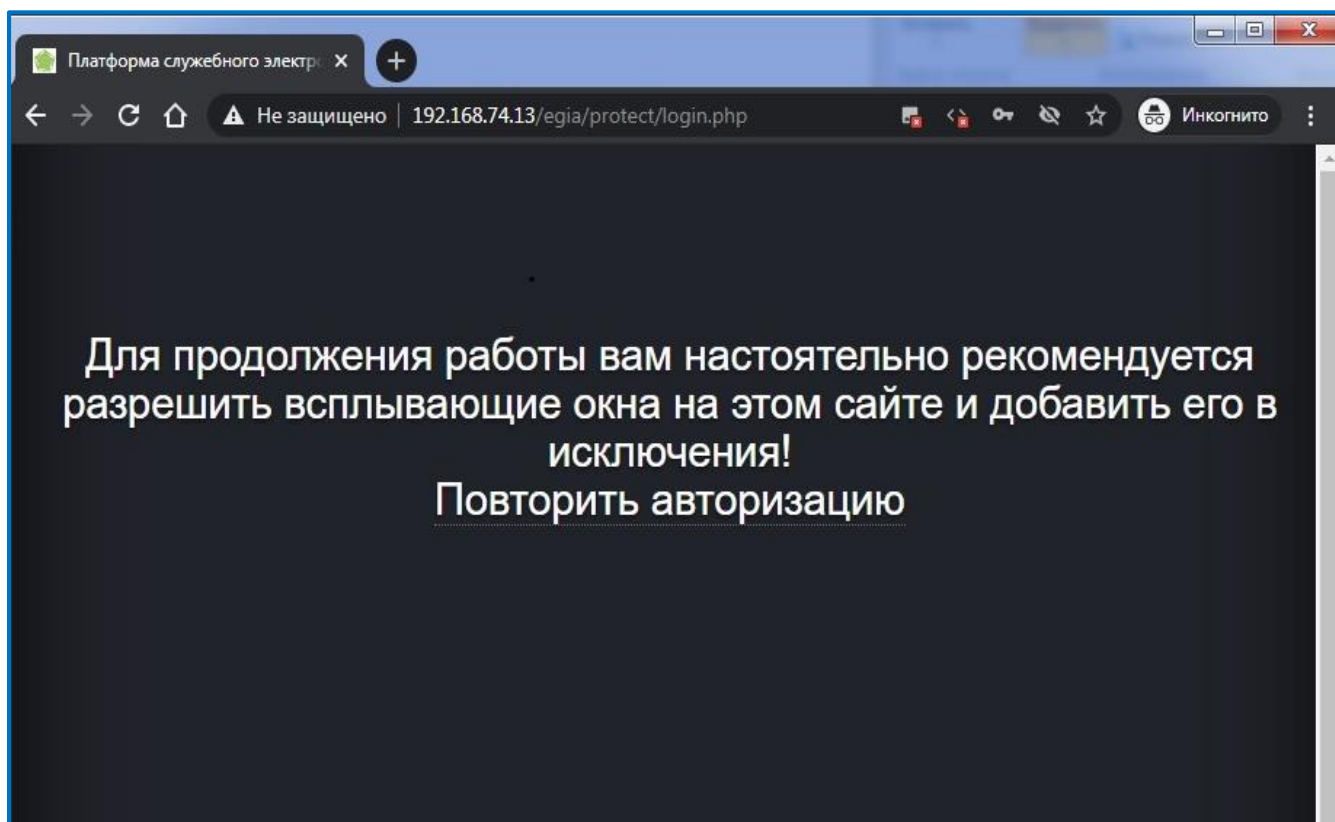 Платформа служебного электр
Не защищено 192.168.74.13/egia/protect/login.php Инкогнито
Для продолжения работы вам настоятельно рекомендуется
разрешить всплывающие окна на этом сайте и добавить его в
исключения!
Повторить авторизацию